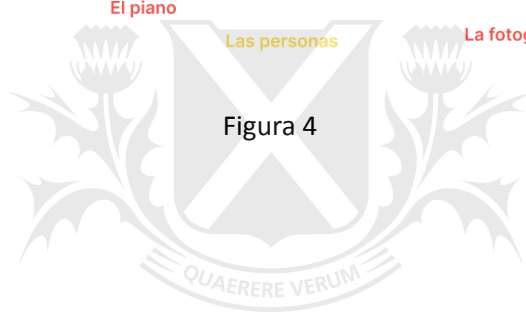 El piano
Las personas
La fotog
Figura 4
QUAERERE VERUM